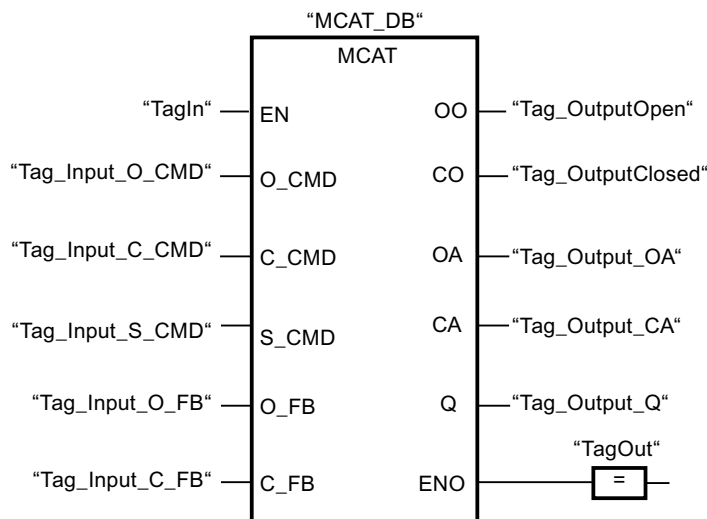 “MCAT_DB“
MCAT
“TagIn“ EN OO “Tag_OutputOpen“
“Tag_Input_O_CMD“ O_CMD CO “Tag_OutputClosed“
“Tag_Input_C_CMD“ C_CMD OA “Tag_Output_OA“
“Tag_Input_S_CMD“ S_CMD CA “Tag_Output_CA“
“Tag_Input_O_FB“ O_FB Q “Tag_Output_Q“
“TagOut“
“Tag_Input_C_FB“ C_FB ENO =